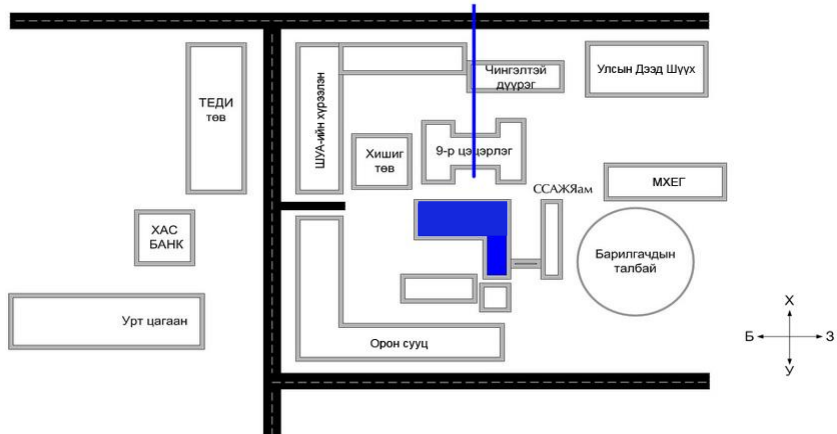 ТЕДИ
төв
ШУА-ийн хүрээлэн
Чингэлтэй
дүүрэг
Улсын Дээд Шүүх
Хишиг
төв
9-р цэцэрлэг
ССАЖЯам
МХЕГ
ХАС
БАНК
Барилгачдын
талбай
Урт цагаан
Орон сууц
Х
Б
З
У